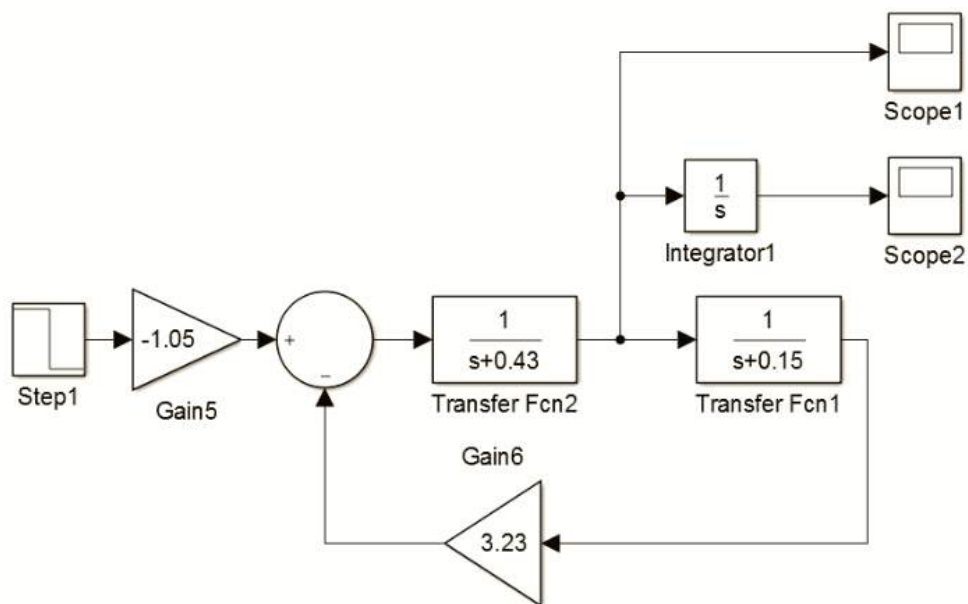 Scope1
1
s
Integrator1
Scope2
Step1
-1.05
Gain5
+
−
1
s+0.43
Transfer Fcn2
1
s+0.15
Transfer Fcn1
Gain6
3.23